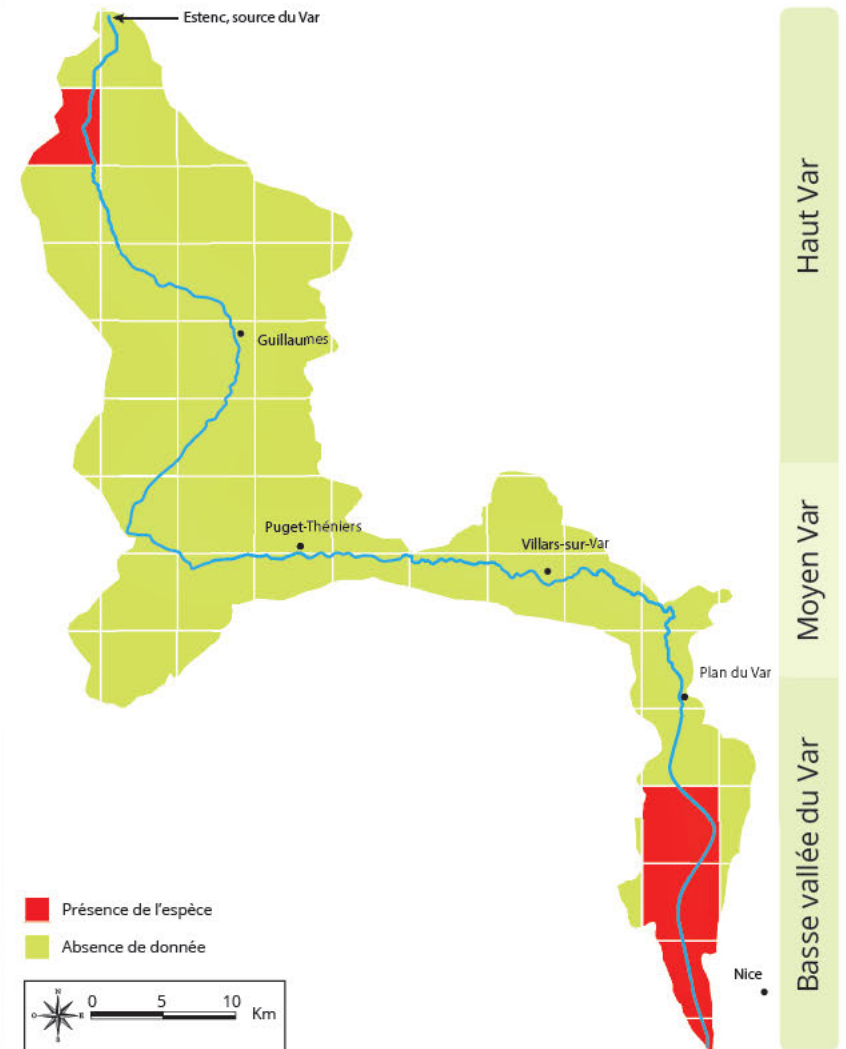 Estenc, source du Var
Haut Var
Guillaumes
Puget-Théniers
Villars-sur-Var
Moyen Var
Plan du Var
Basse vallée du Var
Présence de l'espèce
Absence de donnée
Nice
N
O
E
S
0 5 10 Km